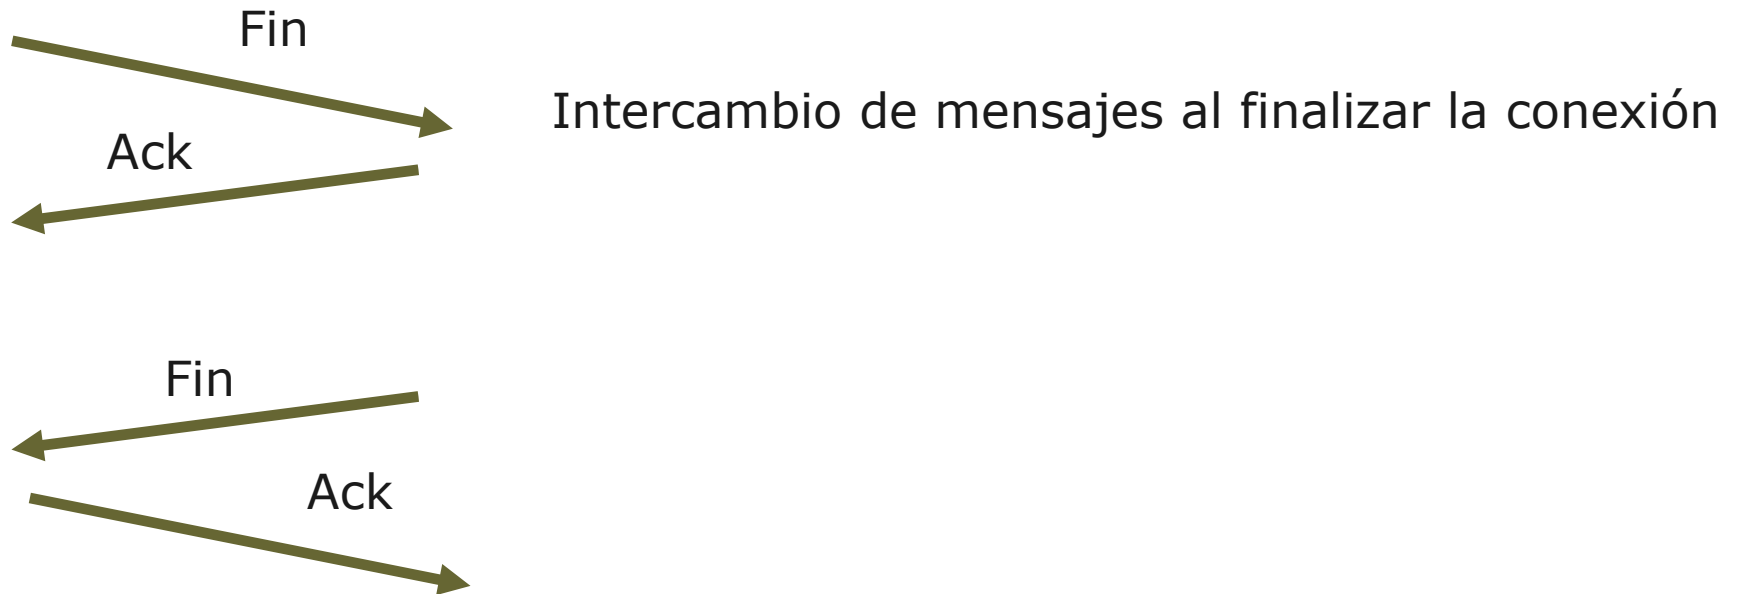 Fin
Intercambio de mensajes al finalizar la conexión
Ack
Fin
Ack